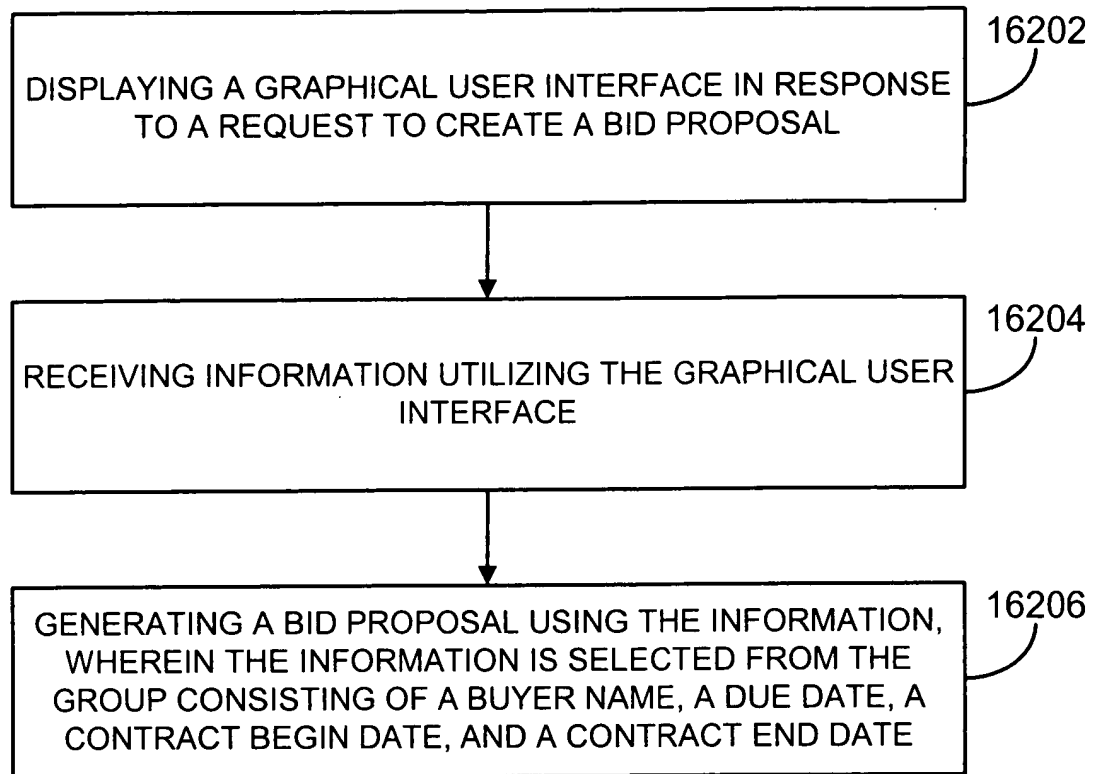 16202
DISPLAYING A GRAPHICAL USER INTERFACE IN RESPONSE
TO A REQUEST TO CREATE A BID PROPOSAL
16204
RECEIVING INFORMATION UTILIZING THE GRAPHICAL USER
INTERFACE
16206
GENERATING A BID PROPOSAL USING THE INFORMATION,
WHEREIN THE INFORMATION IS SELECTED FROM THE
GROUP CONSISTING OF A BUYER NAME, A DUE DATE, A
CONTRACT BEGIN DATE, AND A CONTRACT END DATE